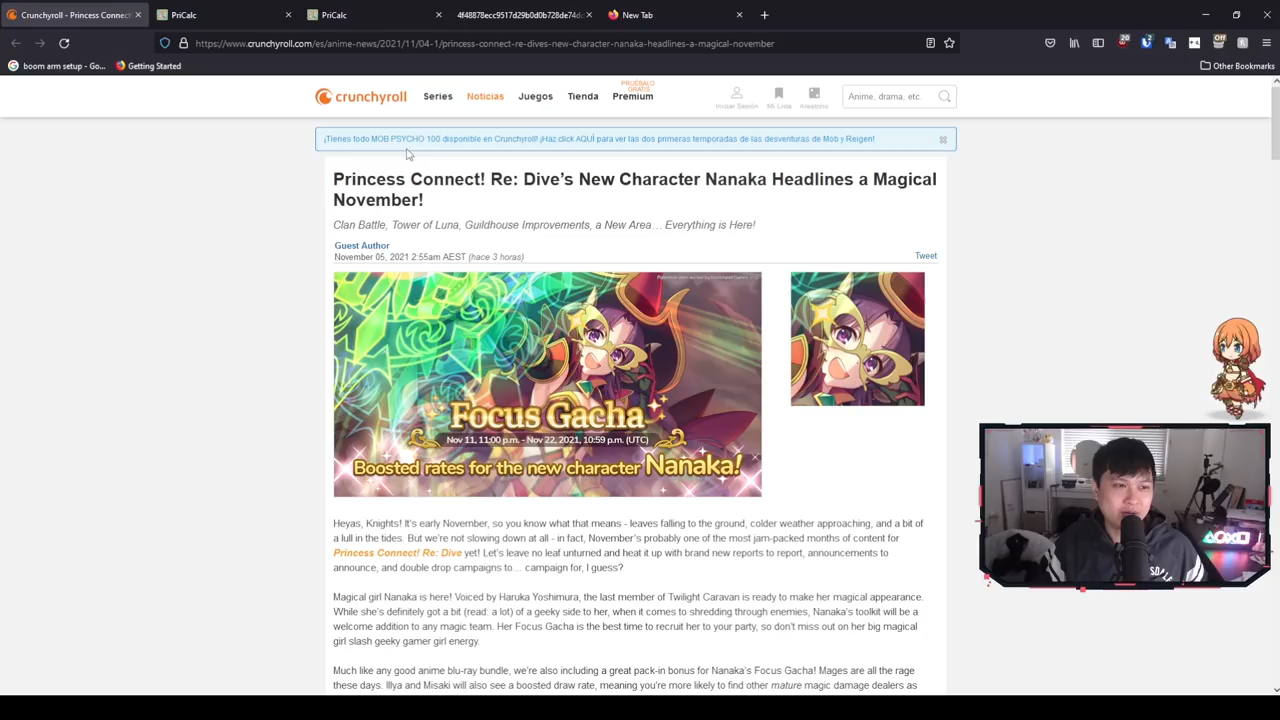 Crunchyroll - Princess Connect!
PriCalc
PriCalc
4f48878ecc9517d29b0d0b728de74dc
New Tab
https://www.crunchyroll.com/es/anime-news/2021/11/04-1/princess-connect-re-dives-new-character-nanaka-headlines-a-magical-november
20
2
Off
boom arm setup - Go...
Getting Started
Other Bookmarks
crunchyroll
Series
Noticias
Juegos
Tienda
PRUÉBALO
GRATIS
Premium
Iniciar Sesión
Mi Lista
Aleatorio
Anime, drama, etc.
¡Tienes todo MOB PSYCHO 100 disponible en Crunchyroll! ¡Haz click AQUÍ para ver las dos primeras temporadas de las desventuras de Mob y Reigen!
Princess Connect! Re: Dive's New Character Nanaka Headlines a Magical
November!
Clan Battle, Tower of Luna, Guildhouse Improvements, a New Area… Everything is Here!
Guest Author
November 05, 2021 2:55am AEST (hace 3 horas)
Tweet
Focus Gacha
Nov 11, 11:00 p.m. - Nov 22, 2021, 10:59 p.m. (UTC)
Boosted rates for the new character Nanaka!
Heyas, Knights! It's early November, so you know what that means - leaves falling to the ground, colder weather approaching, and a bit of
a lull in the tides. But we're not slowing down at all - in fact, November's probably one of the most jam-packed months of content for
Princess Connect! Re: Dive yet! Let's leave no leaf unturned and heat it up with brand new reports to report, announcements to
announce, and double drop campaigns to… campaign for, I guess?
Magical girl Nanaka is here! Voiced by Haruka Yoshimura, the last member of Twilight Caravan is ready to make her magical appearance.
While she's definitely got a bit (read: a lot) of a geeky side to her, when it comes to shredding through enemies, Nanaka's toolkit will be a
welcome addition to any magic team. Her Focus Gacha is the best time to recruit her to your party, so don't miss out on her big magical
girl slash geeky gamer girl energy.
Much like any good anime blu-ray bundle, we're also including a great pack-in bonus for Nanaka's Focus Gacha! Mages are all the rage
these days. Illya and Misaki will also see a boosted draw rate, meaning you're more likely to find other mature magic damage dealers as